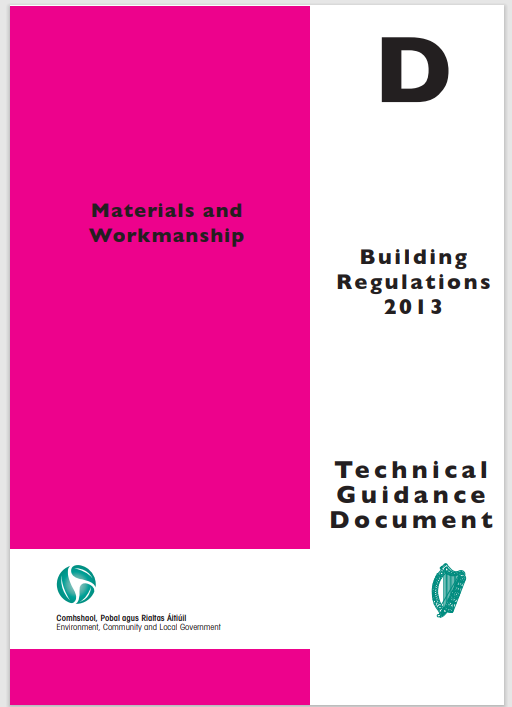 D
Materials and
Workmanship
Building
Regulations
2013
Technical
Guidance
Document
Comhshaol, Pobal agus Rialtas Áitiúil
Environment, Community and Local Government